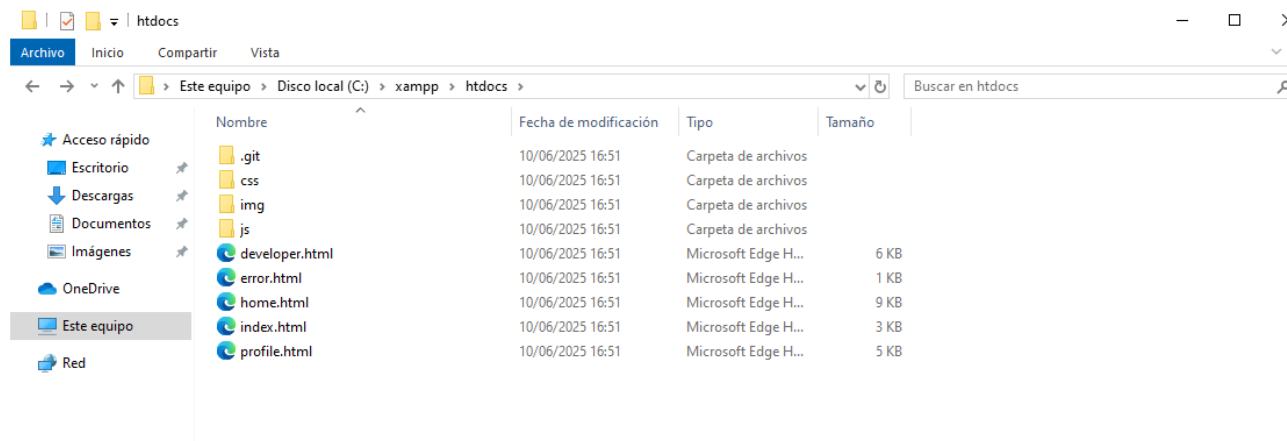 htdocs
Archivo Inicio Compartir Vista
Este equipo > Disco local (C:) > xampp > htdocs >
Buscar en htdocs
Acceso rápido
Escritorio
Descargas
Documentos
Imágenes
OneDrive
Este equipo
Red
Nombre Fecha de modificación Tipo Tamaño
.git 10/06/2025 16:51 Carpeta de archivos
css 10/06/2025 16:51 Carpeta de archivos
img 10/06/2025 16:51 Carpeta de archivos
js 10/06/2025 16:51 Carpeta de archivos
developer.html 10/06/2025 16:51 Microsoft Edge H... 6 KB
error.html 10/06/2025 16:51 Microsoft Edge H... 1 KB
home.html 10/06/2025 16:51 Microsoft Edge H... 9 KB
index.html 10/06/2025 16:51 Microsoft Edge H... 3 KB
profile.html 10/06/2025 16:51 Microsoft Edge H... 5 KB